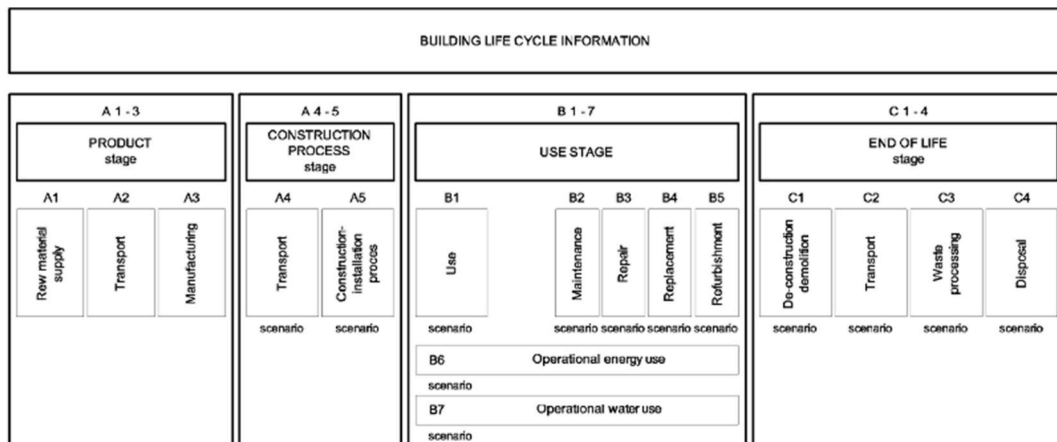 BUILDING LIFE CYCLE INFORMATION
A 1 - 3
PRODUCT
stage
A1
A2
A3
Rew material
supply
Transport
Manufacturing
A 4 - 5
CONSTRUCTION
PROCESS
stage
A4
A5
Transport
Construction-
installation
proces
scenario
scenario
B 1 - 7
USE STAGE
B1
B2
B3
B4
B5
Use
Maintenance
Repair
Replacement
Rofurbishmont
scenario
scenario
scenario
scenario
scenario
B6
Operational energy use
scenario
B7
Operational water use
scenario
C 1 - 4
END OF LIFE
stage
C1
C2
C3
C4
De-construction
demolition
Transport
Waste
processing
Disposal
scenario
scenario
scenario
scenario